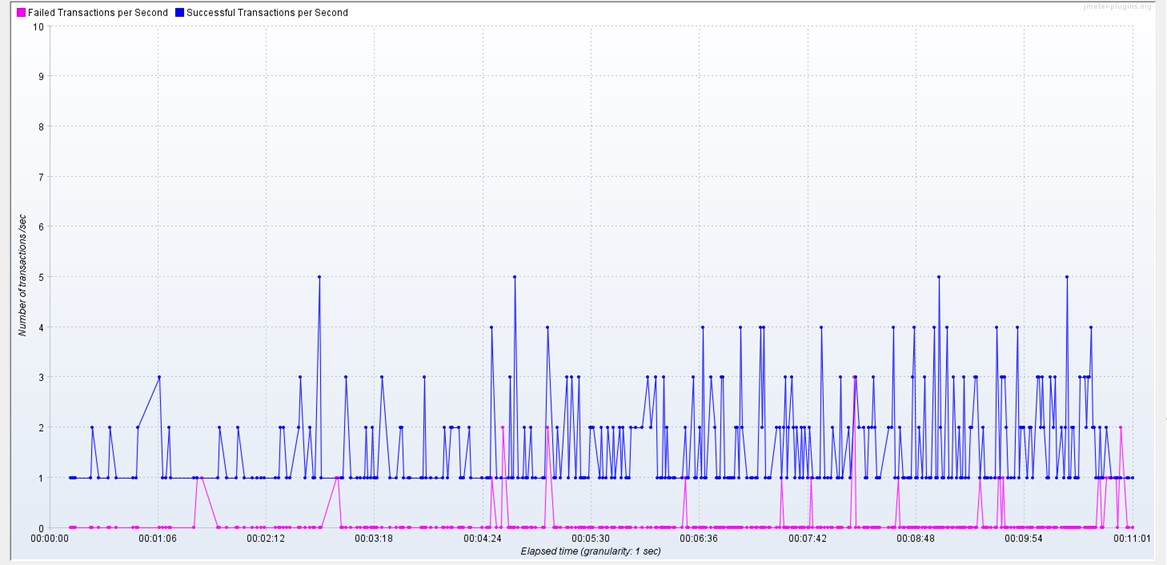 Failed Transactions per Second Successful Transactions per Second
jmeter-plugins.org
10
9
8
7
6
5
4
3
2
1
0
Number of transactions /sec
00:00:00 00:01:06 00:02:12 00:03:18 00:04:24 00:05:30 00:06:36 00:07:42 00:08:48 00:09:54 00:11:01
Elapsed time (granularity: 1 sec)